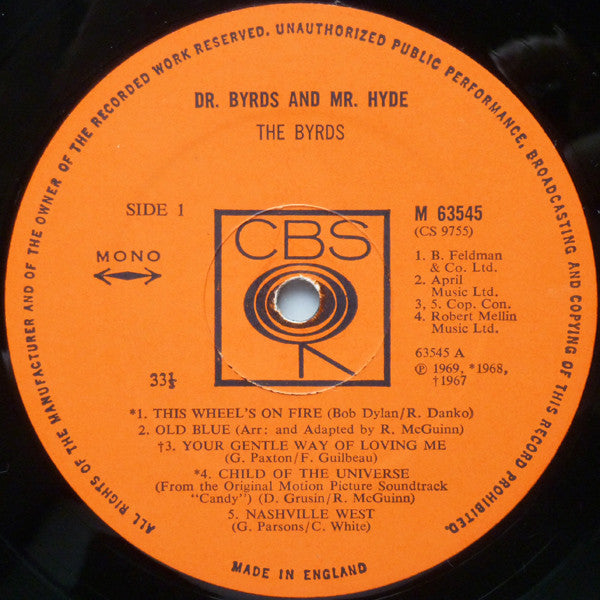 ALL RIGHTS OF THE MANUFACTURER AND OF THE OWNER OF THE RECORDED WORK RESERVED. UNAUTHORIZED PUBLIC PERFORMANCE, BROADCASTING AND COPYING OF THIS RECORD PROHIBITED.
DR. BYRDS AND MR. HYDE
THE BYRDS
SIDE 1
CBS
MONO
33⅓
M 63545
(CS 9755)
1. B. Feldman
& Co. Ltd.
2. April
Music Ltd.
3, 5. Cop. Con.
4. Robert Mellin
Music Ltd.
63545 A
℗ 1969, *1968,
†1967
*1. THIS WHEEL'S ON FIRE (Bob Dylan/R. Danko)
2. OLD BLUE (Arr: and Adapted by R. McGuinn)
†3. YOUR GENTLE WAY OF LOVING ME
(G. Paxton/F. Guilbeau)
*4. CHILD OF THE UNIVERSE
(From the Original Motion Picture Soundtrack
"Candy") (D. Grusin/R. McGuinn)
5. NASHVILLE WEST
(G. Parsons/C. White)
MADE IN ENGLAND